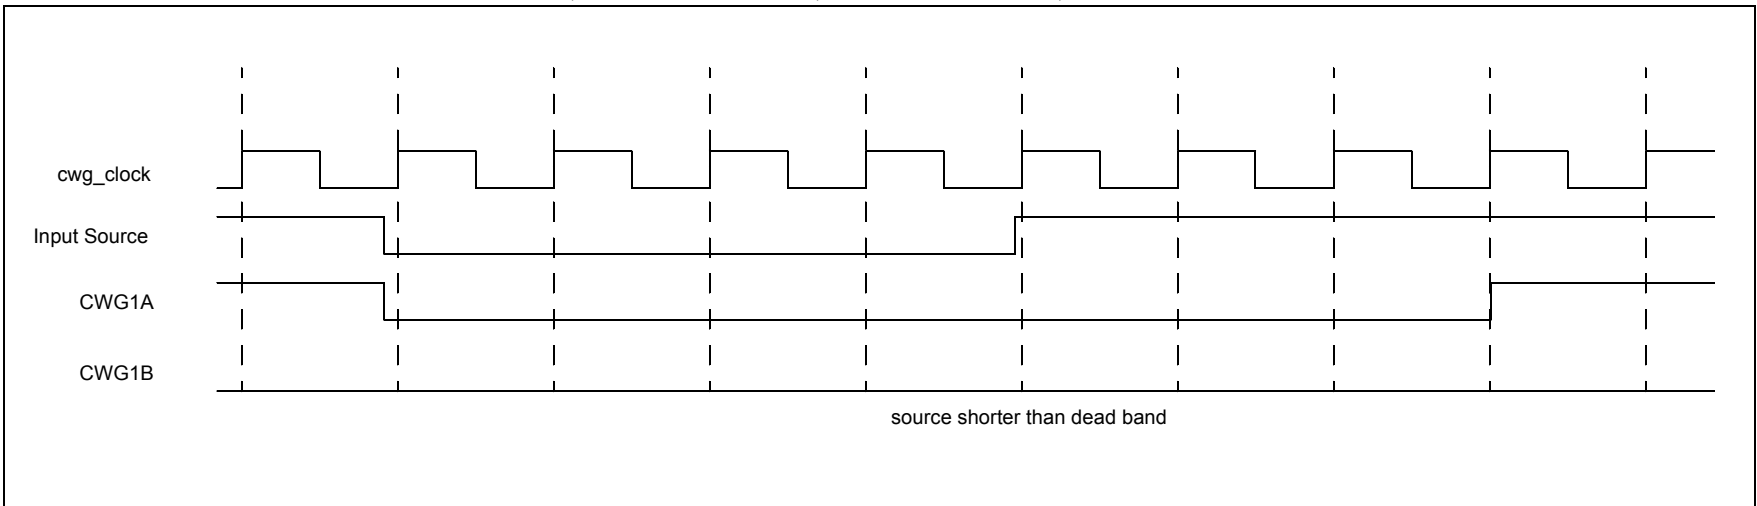 cwg_clock
Input Source
CWG1A
CWG1B
source shorter than dead band